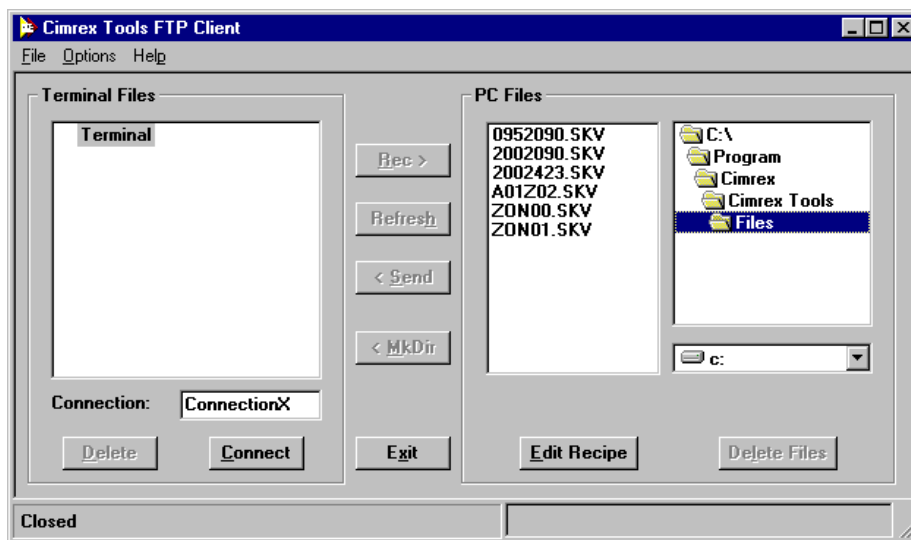 Cimrex Tools FTP Client
File Options Help
Terminal Files
Terminal
Connection: ConnectionX
Delete Connect
Rec >
Refresh
< Send
< MkDir
Exit
PC Files
0952090.SKV
2002090.SKV
2002423.SKV
A01Z02.SKV
ZON00.SKV
ZON01.SKV
C:\
Program
Cimrex
Cimrex Tools
Files
c:
Edit Recipe Delete Files
Closed